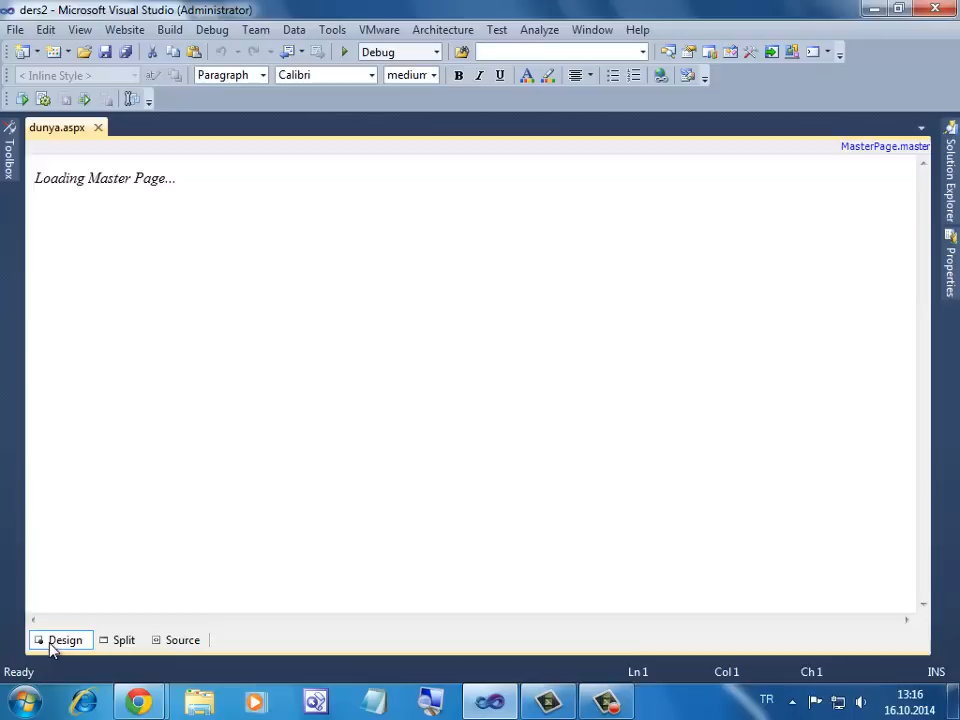 ders2 - Microsoft Visual Studio (Administrator)
File Edit View Website Build Debug Team Data Tools VMware Architecture Test Analyze Window Help
Debug
< Inline Style > Paragraph Calibri medium B I U A
dunya.aspx
MasterPage.master
Loading Master Page...
Toolbox
Solution Explorer
Properties
Design Split Source
Ready Ln 1 Col 1 Ch 1 INS
TR 13:16
16.10.2014